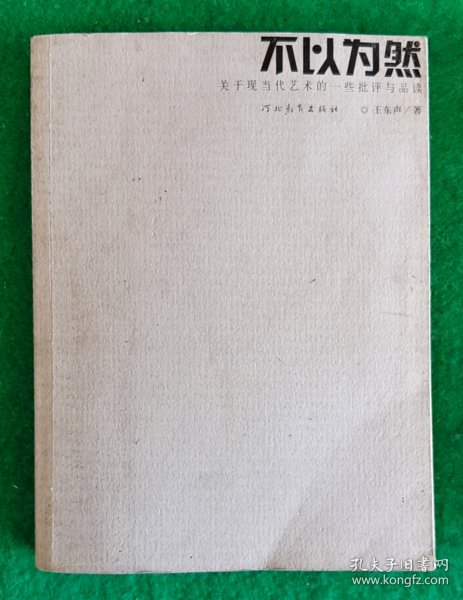 不以为然
关于现当代艺术的一些批评与品读
河北教育出版社 王东声/著
孔夫子旧书网
www.kongfz.com